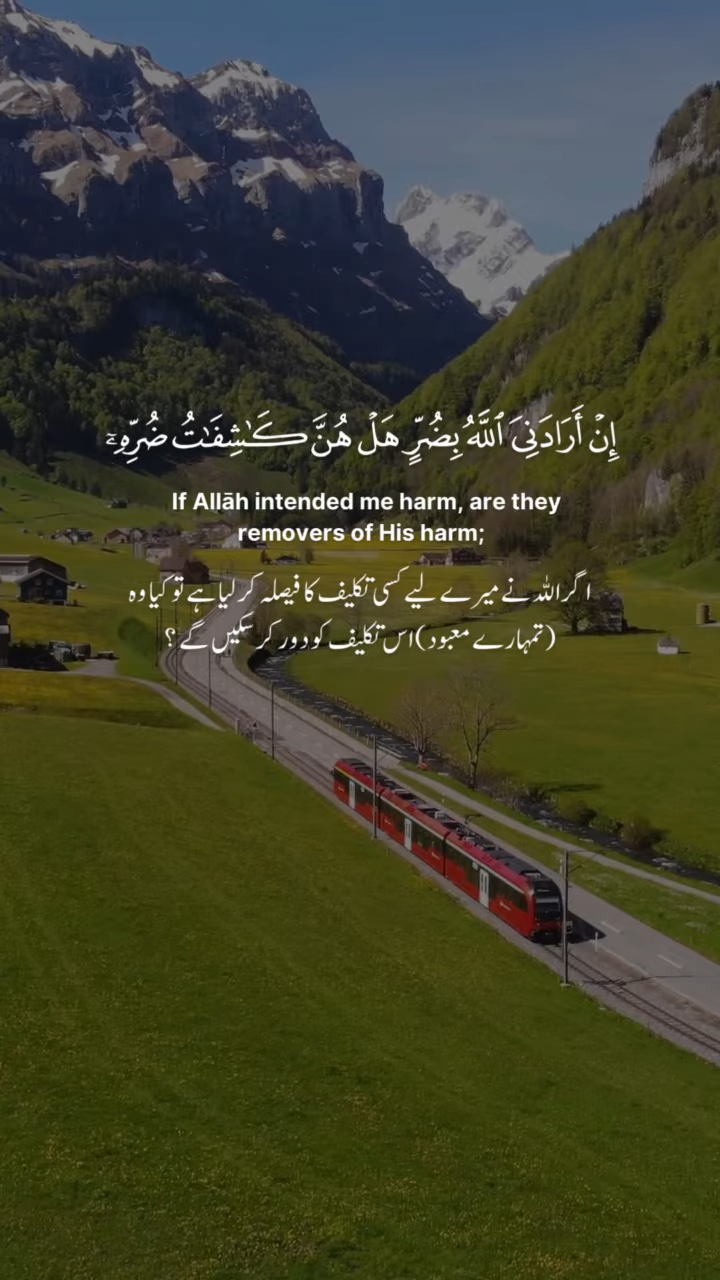 إِنْ أَرَادَنِىَ ٱللَّهُ بِضُرٍّ هَلْ هُنَّ كَـٰشِفَـٰتُ ضُرِّهِۦٓ
If Allāh intended me harm, are they
removers of His harm;
اگر اللہ نے میرے لیے کسی تکلیف کا فیصلہ کر لیا ہے تو کیا وہ
(تمہارے معبود) اس تکلیف کو دور کر سکیں گے ؟